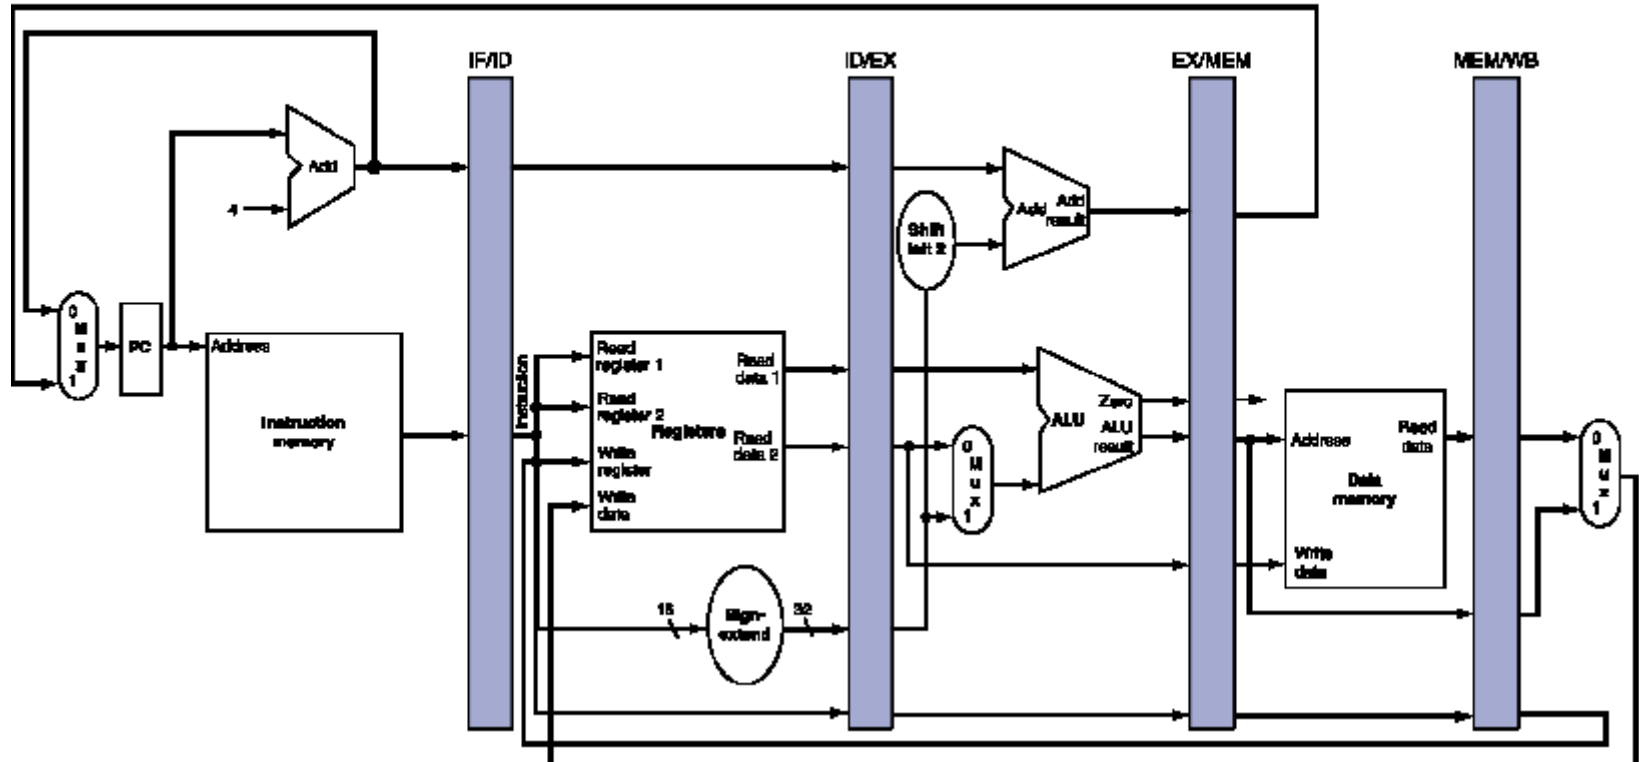 IF/ID
ID/EX
EX/MEM
MEM/WB
Add
4
Add
Add
result
Shift
left 2
0
M
u
x
1
PC
Address
Instruction
memory
Instruction
Read
register 1
Read
register 2
Registers
Write
register
Write
data
Read
data 1
Read
data 2
0
M
u
x
1
ALU
Zero
ALU
result
Address
Read
data
Data
memory
Write
data
0
M
u
x
1
16
Sign-
extend
32